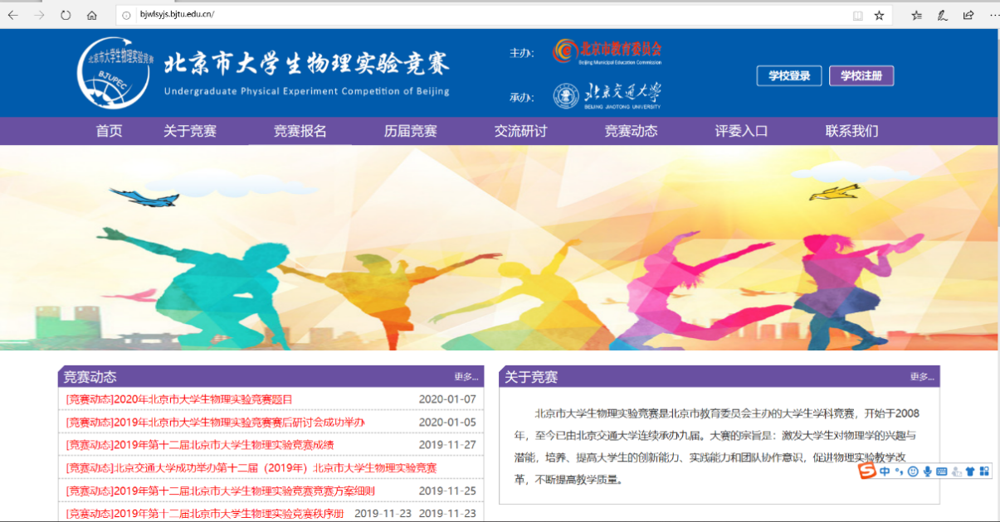 bjwlsyjs.bjtu.edu.cn/
北京市大学生物理实验竞赛
BJUPEC
北京市大学生物理实验竞赛
Undergraduate Physical Experiment Competition of Beijing
主办:
北京市教育委员会
Beijing Municipal Education Commission
承办:
北京交通大学
BEIJING JIAOTONG UNIVERSITY
学校登录 学校注册
首页 关于竞赛 竞赛报名 历届竞赛 交流研讨 竞赛动态 评委入口 联系我们
竞赛动态 更多...
[竞赛动态]2020年北京市大学生物理实验竞赛题目 2020-01-07
[竞赛动态]2019年北京市大学生物理实验竞赛赛后研讨会成功举办 2020-01-05
[竞赛动态]2019年第十二届北京市大学生物理实验竞赛成绩 2019-11-27
[竞赛动态]北京交通大学成功举办第十二届（2019年）北京市大学生物理实验竞赛
[竞赛动态]2019年第十二届北京市大学生物理实验竞赛竞赛方案细则 2019-11-25
[竞赛动态]2019年第十二届北京市大学生物理实验竞赛秩序册 2019-11-23 2019-11-23
关于竞赛 更多...
北京市大学生物理实验竞赛是北京市教育委员会主办的大学生学科竞赛，开始于2008
年，至今已由北京交通大学连续承办九届。大赛的宗旨是：激发大学生对物理学的兴趣与
潜能，培养、提高大学生的创新能力、实践能力和团队协作意识，促进物理实验教学改
革，不断提高教学质量。
中